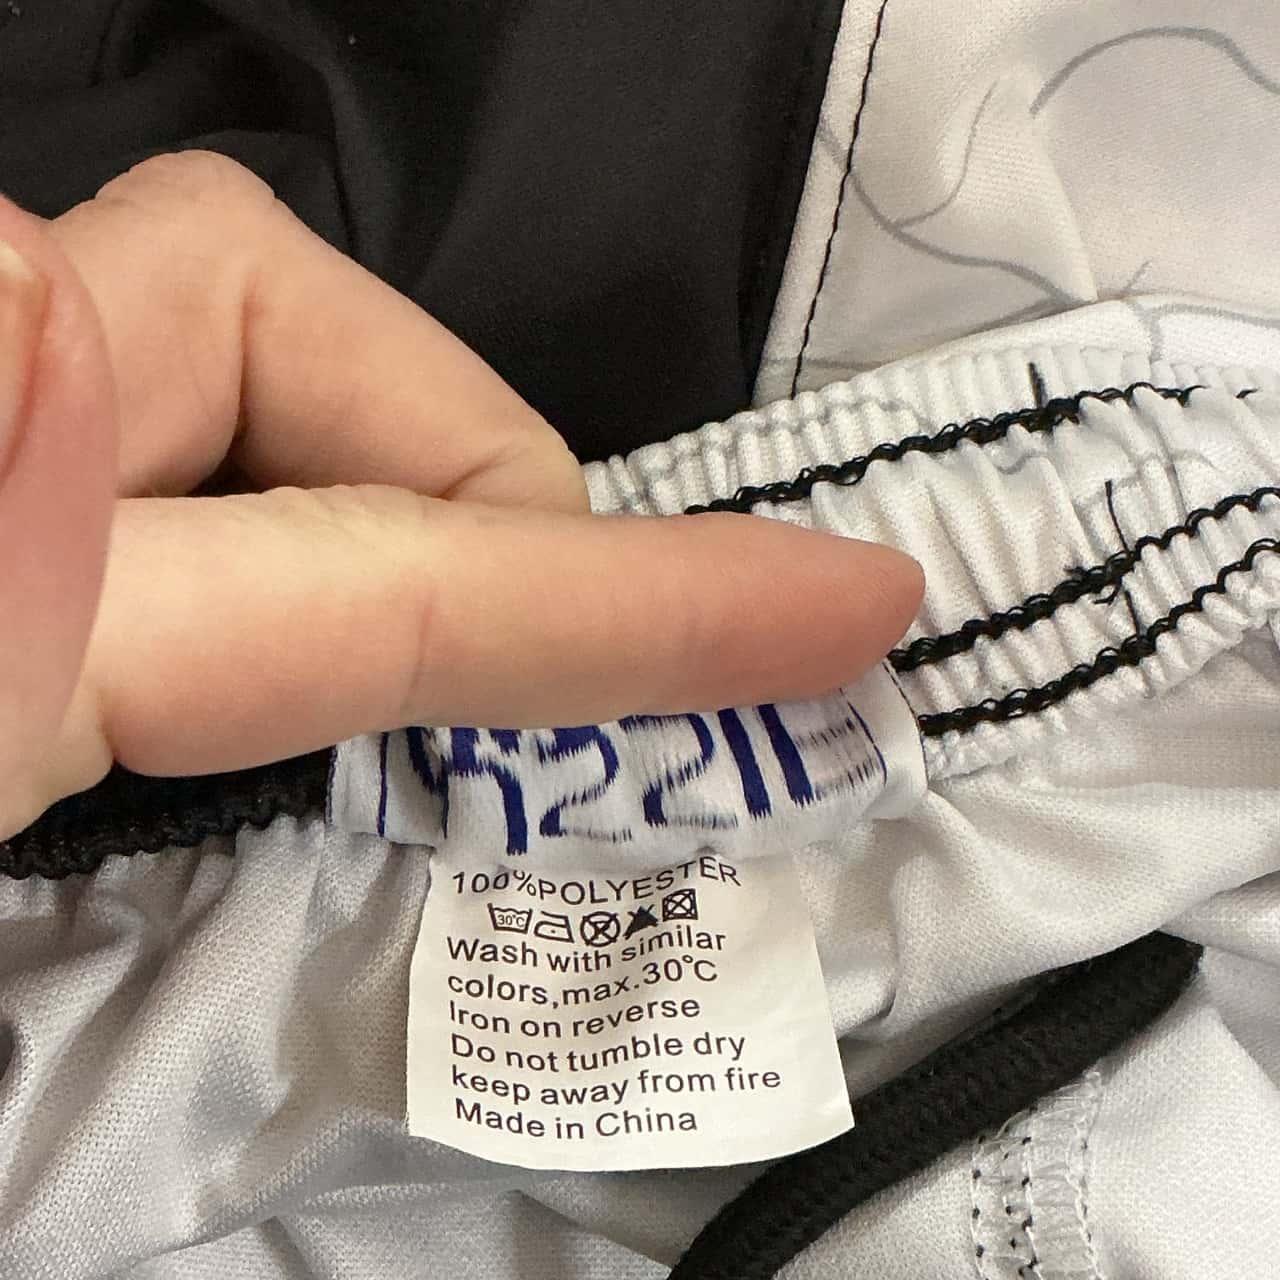 100%POLYESTER
30°C
Wash with similar
colors,max.30°C
Iron on reverse
Do not tumble dry
keep away from fire
Made in China